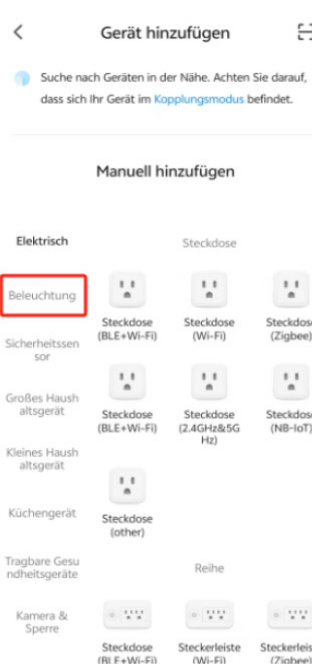 Gerät hinzufügen
Suche nach Geräten in der Nähe. Achten Sie darauf,
dass sich Ihr Gerät im Kopplungsmodus befindet.
Manuell hinzufügen
Elektrisch
Beleuchtung
Sicherheitssen
sor
Großes Haush
altsgerät
Kleines Haush
altsgerät
Küchengerät
Tragbare Gesu
ndheitsgeräte
Kamera &
Sperre
Steckdose
Steckdose
(BLE+Wi-Fi)
Steckdose
(Wi-Fi)
Steckdose
(Zigbee)
Steckdose
(BLE+Wi-Fi)
Steckdose
(2.4GHz&5G
Hz)
Steckdose
(NB-IoT)
Steckdose
(other)
Reihe
Steckdose
(BLE+Wi-Fi)
Steckerleiste
(Wi-Fi)
Steckerleis
(Zigbee)